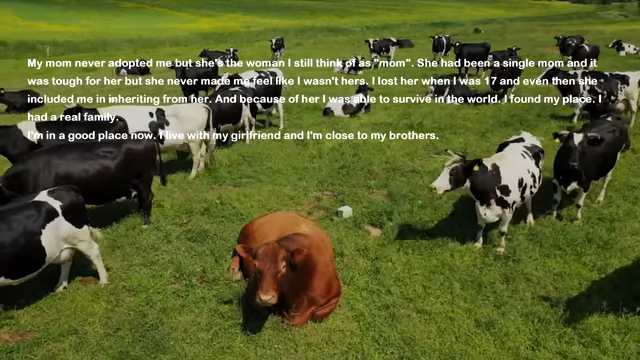 My mom never adopted me but she's the woman I still think of as "mom". She had been a single mom and it
was tough for her but she never made me feel like I wasn't hers. I lost her when I was 17 and even then she
included me in inheriting from her. And because of her I was able to survive in the world. I found my place. I
had a real family.
I'm in a good place now. I live with my girlfriend and I'm close to my brothers.